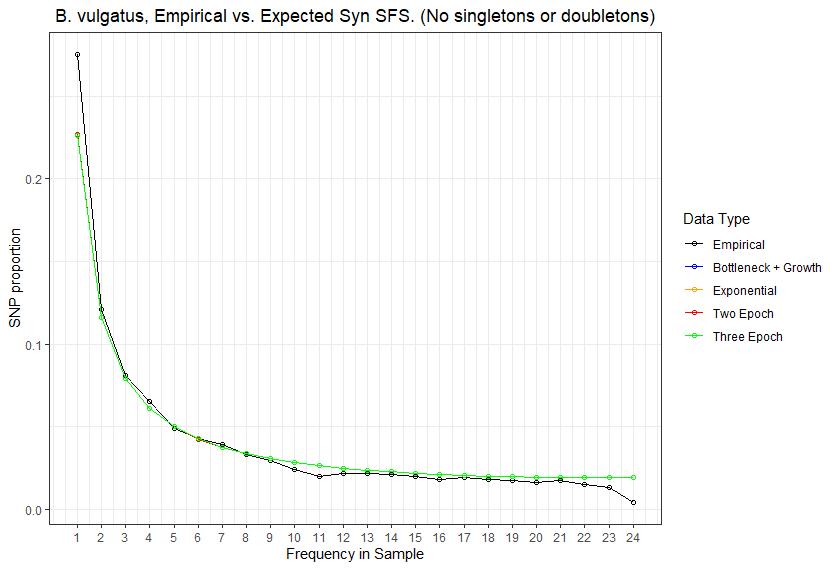 B. vulgatus, Empirical vs. Expected Syn SFS. (No singletons or doubletons)
SNP proportion
0.2
0.1
0.0
1 2 3 4 5 6 7 8 9 10 11 12 13 14 15 16 17 18 19 20 21 22 23 24
Frequency in Sample
Data Type
Empirical
Bottleneck + Growth
Exponential
Two Epoch
Three Epoch